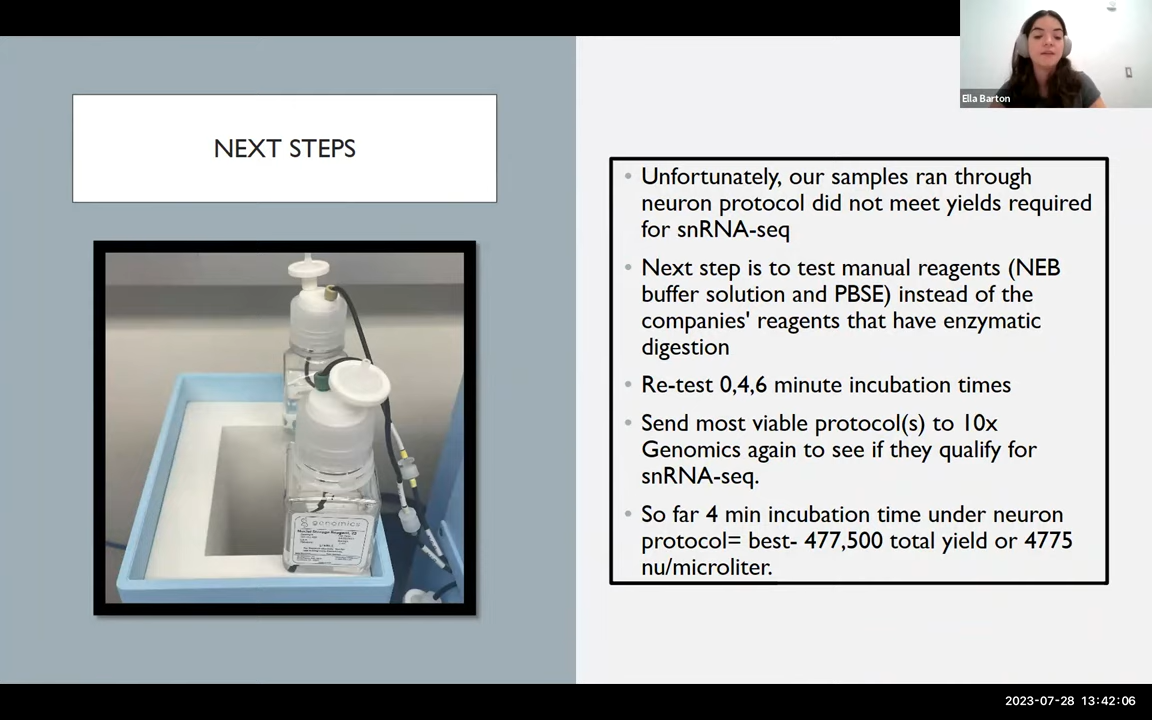 Ella Barton
NEXT STEPS
• Unfortunately, our samples ran through
neuron protocol did not meet yields required
for snRNA-seq
• Next step is to test manual reagents (NEB
buffer solution and PBSE) instead of the
companies' reagents that have enzymatic
digestion
• Re-test 0,4,6 minute incubation times
• Send most viable protocol(s) to 10x
Genomics again to see if they qualify for
snRNA-seq.
• So far 4 min incubation time under neuron
protocol= best- 477,500 total yield or 4775
nu/microliter.
genomics
2023-07-28 13:42:06